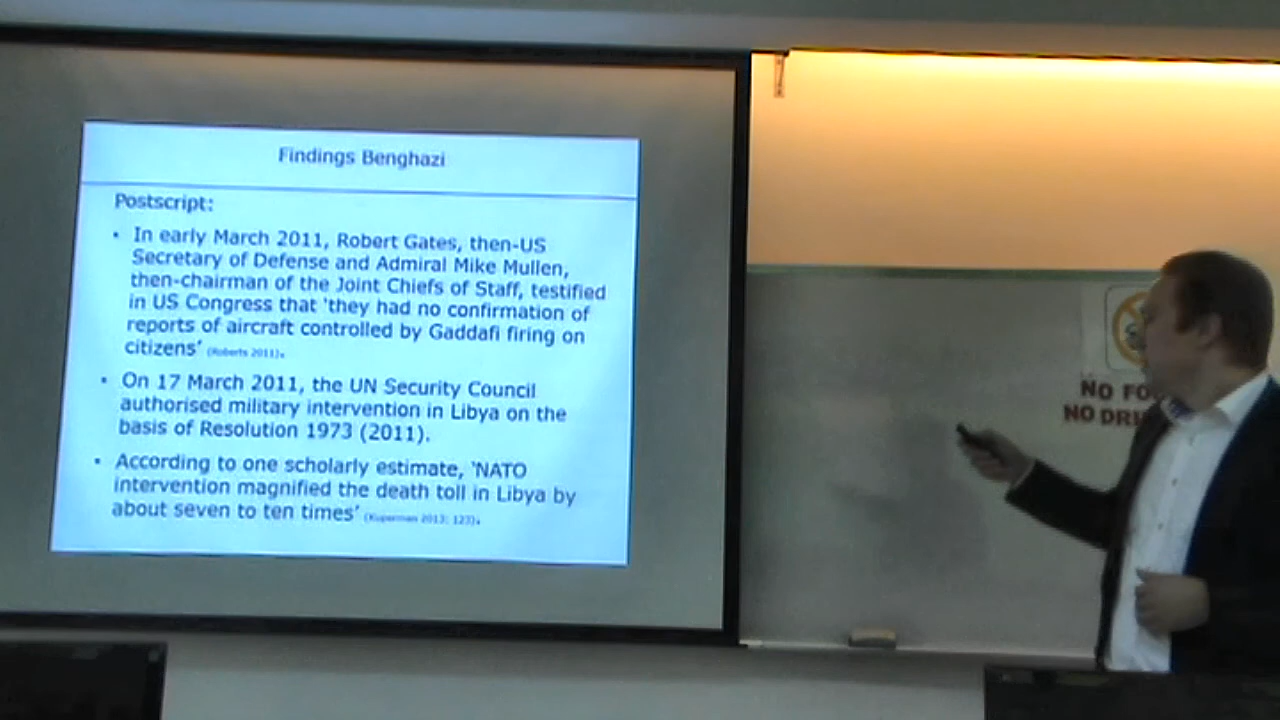 Findings Benghazi
Postscript:
• In early March 2011, Robert Gates, then-US
Secretary of Defense and Admiral Mike Mullen,
then-chairman of the Joint Chiefs of Staff, testified
in US Congress that 'they had no confirmation of
reports of aircraft controlled by Gaddafi firing on
citizens' (Roberts 2011).
• On 17 March 2011, the UN Security Council
authorised military intervention in Libya on the
basis of Resolution 1973 (2011).
• According to one scholarly estimate, 'NATO
intervention magnified the death toll in Libya by
about seven to ten times' (Kuperman 2013: 123).
NO FO
NO DRI